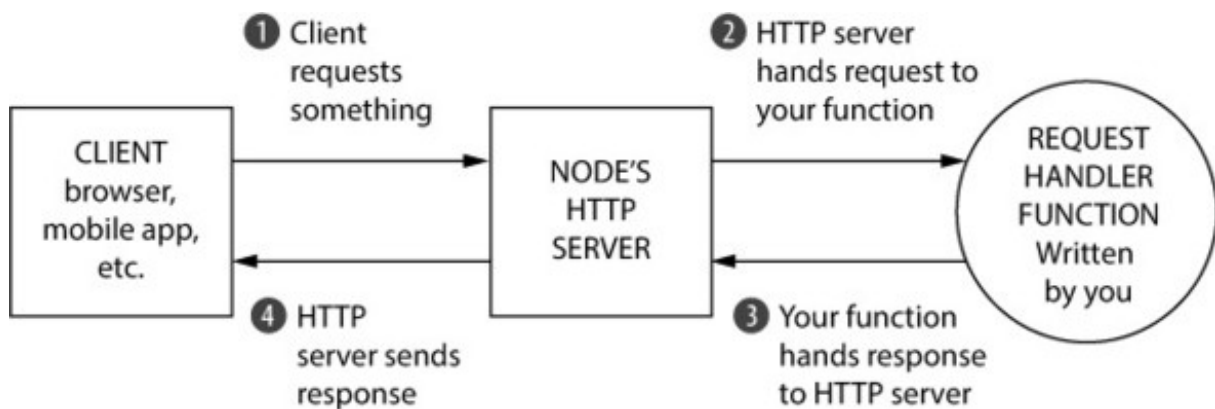 1 Client
requests
something
2 HTTP server
hands request to
your function
CLIENT
browser,
mobile app,
etc.
NODE’S
HTTP
SERVER
REQUEST
HANDLER
FUNCTION
Written
by you
4 HTTP
server sends
response
3 Your function
hands response
to HTTP server